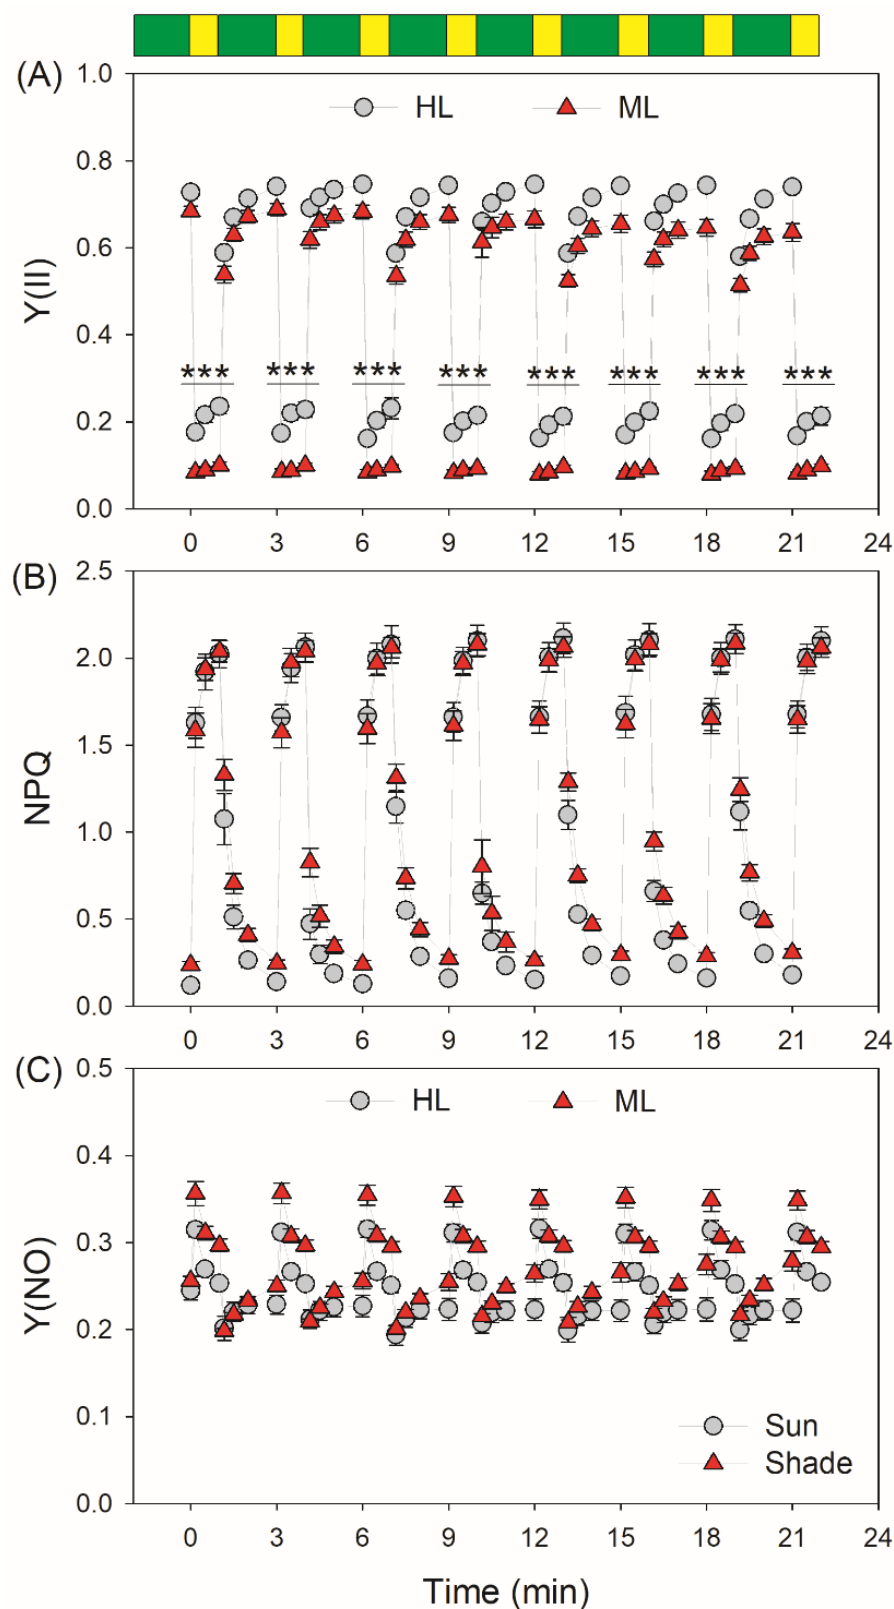 (A)
1.0
HL ML
0.8
0.6
Y(II)
0.4
*** *** *** *** *** *** *** ***
0.2
0.0
0 3 6 9 12 15 18 21 24
(B)
2.5
2.0
1.5
NPQ
1.0
0.5
0.0
0 3 6 9 12 15 18 21 24
(C)
0.5
HL ML
0.4
0.3
Y(NO)
0.2
0.1
Sun
Shade
0.0
0 3 6 9 12 15 18 21 24
Time (min)